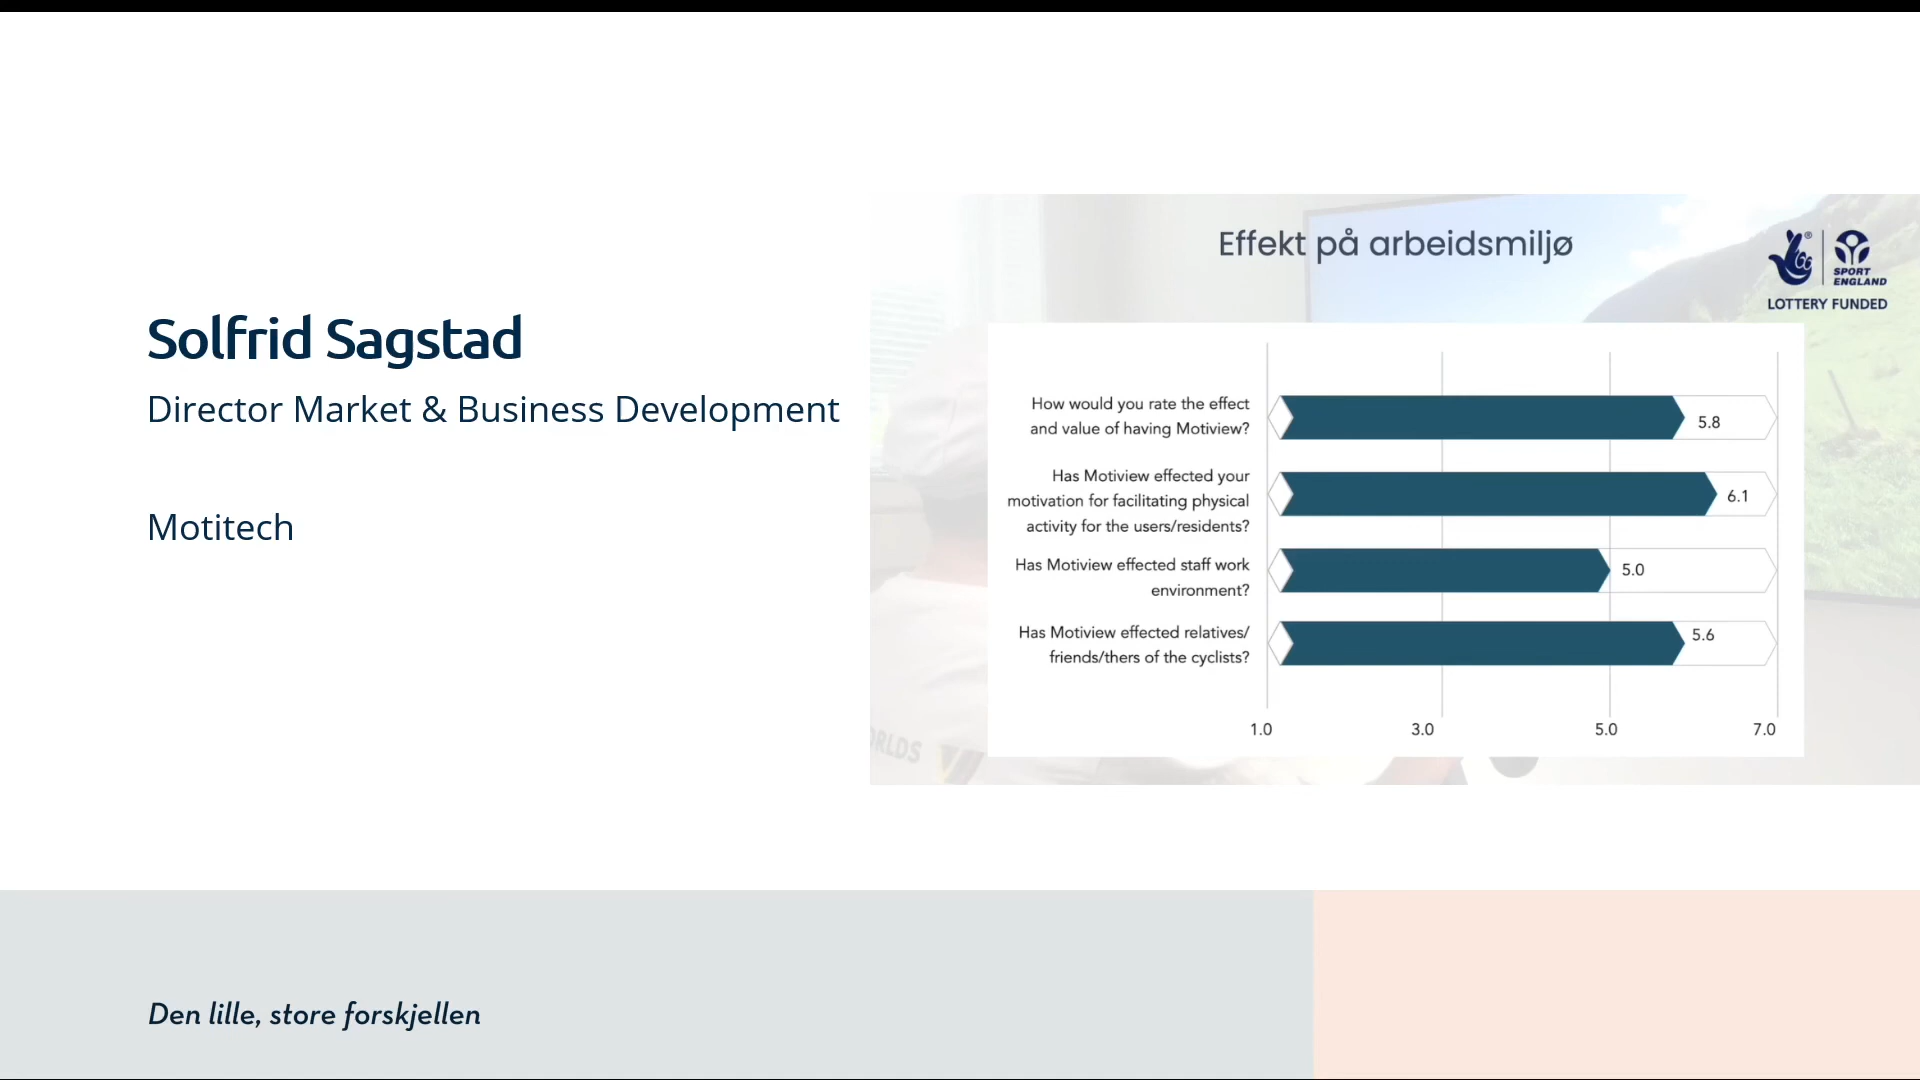 Solfrid Sagstad
Director Market & Business Development
Motitech
Effekt på arbeidsmiljø
®
SPORT
ENGLAND
LOTTERY FUNDED
How would you rate the effect
and value of having Motiview?
5.8
Has Motiview effected your
motivation for facilitating physical
activity for the users/residents?
6.1
Has Motiview effected staff work
environment?
5.0
Has Motiview effected relatives/
friends/thers of the cyclists?
5.6
1.0 3.0 5.0 7.0
Den lille, store forskjellen